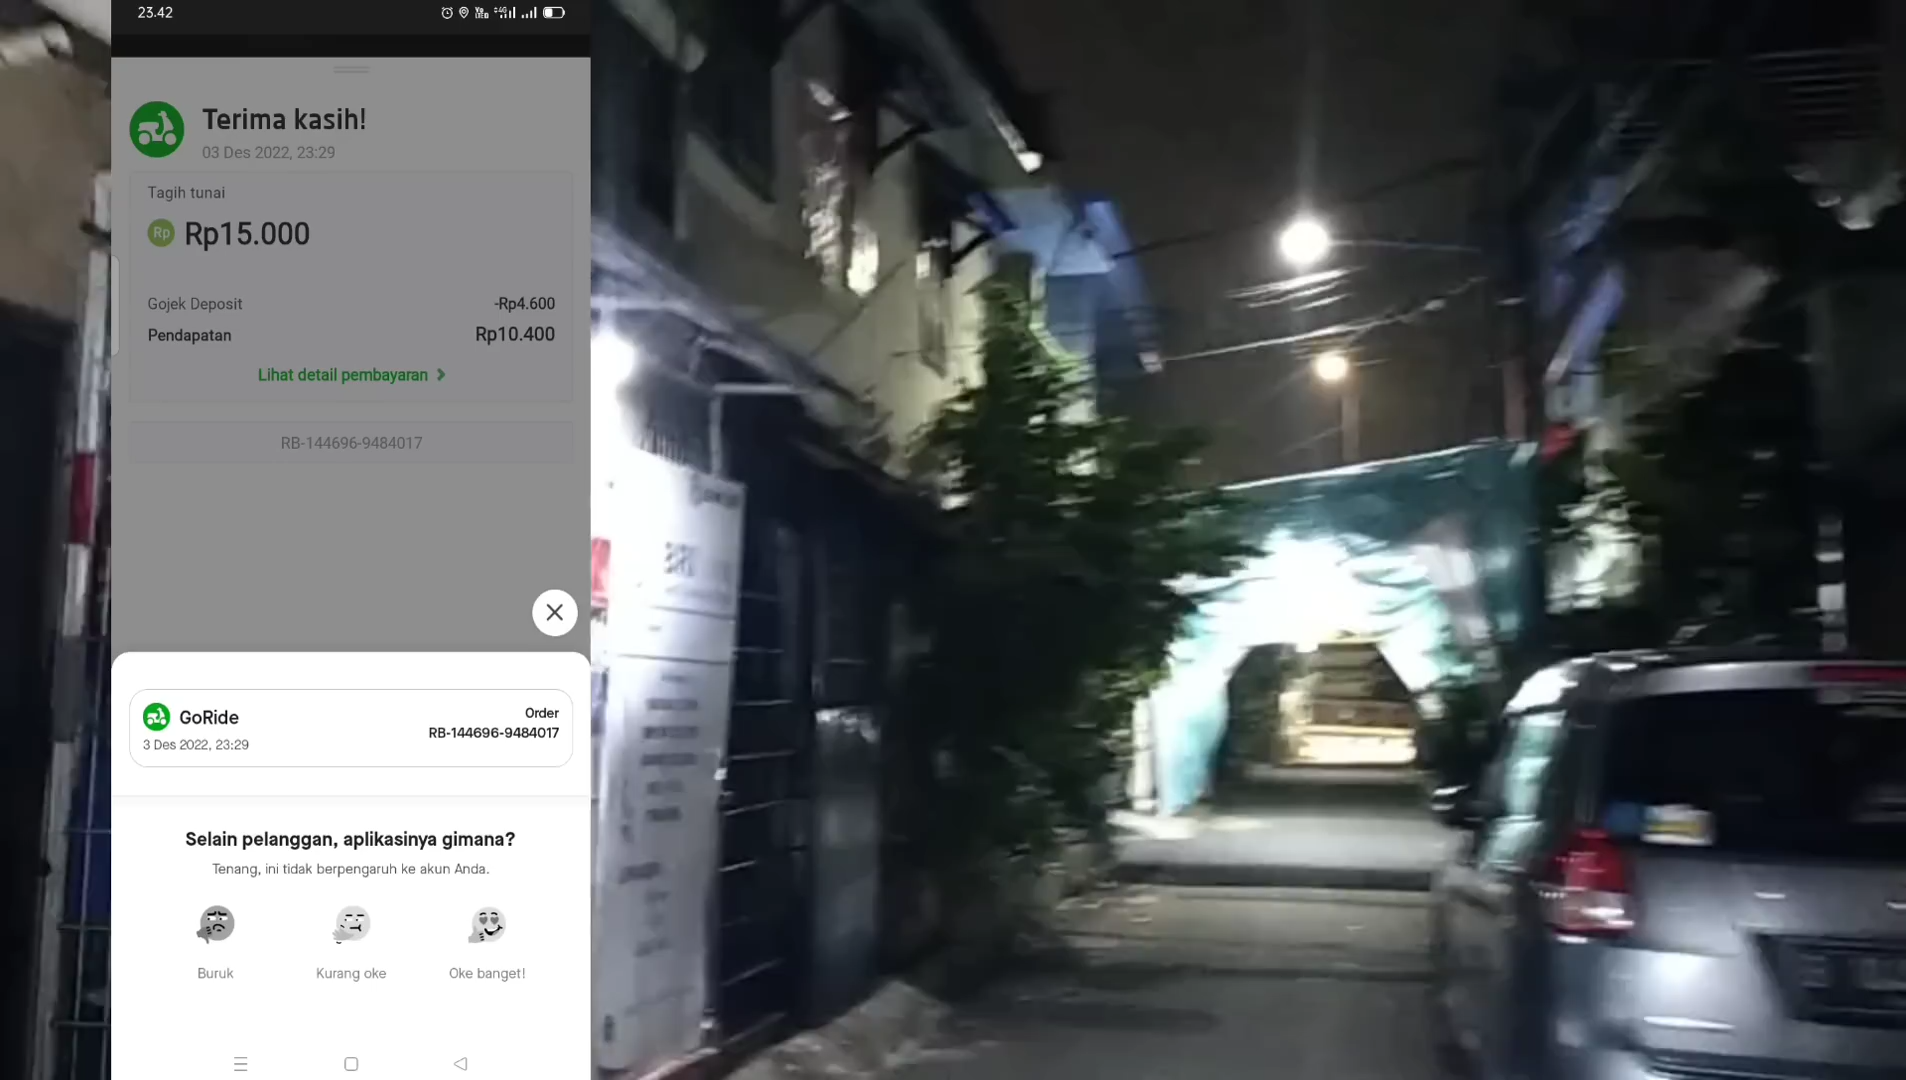 23.42
Terima kasih!
03 Des 2022, 23:29
Tagih tunai
Rp Rp15.000
Gojek Deposit -Rp4.600
Pendapatan Rp10.400
Lihat detail pembayaran
RB-144696-9484017
GoRide
Order
3 Des 2022, 23:29
RB-144696-9484017
Selain pelanggan, aplikasinya gimana?
Tenang, ini tidak berpengaruh ke akun Anda.
Buruk Kurang oke Oke banget!